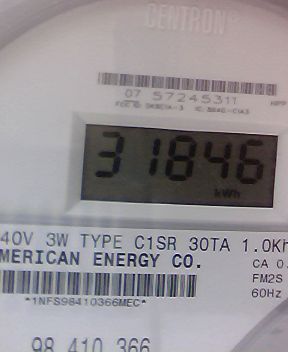 CENTRON®
07 57245311
31846
kWh
40V 3W TYPE C1SR 30TA 1.0Kh
MERICAN ENERGY CO.
CA 0.
FM2S
60Hz
*1NFS98410366MEC*
98 410 366